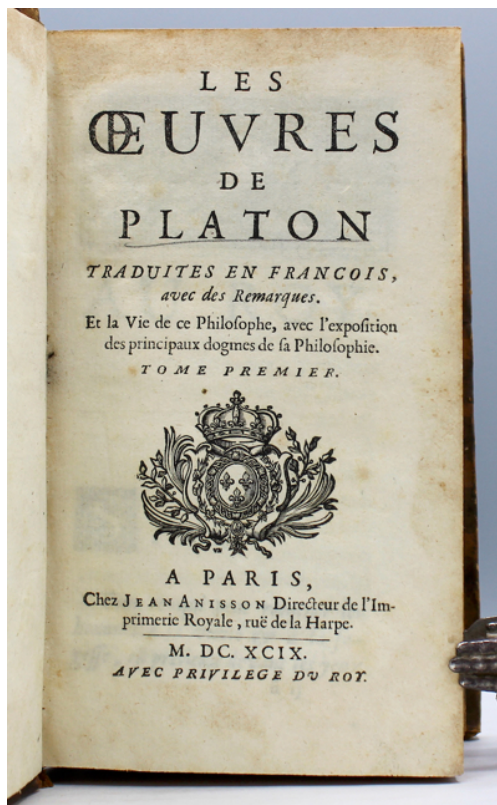 LES
ŒUVRES
DE
PLATON
TRADUITES EN FRANCOIS,
avec des Remarques.
Et la Vie de ce Philoſophe, avec l'expoſition
des principaux dogmes de ſa Philoſophie.
TOME PREMIER.
A PARIS,
Chez JEAN ANISSON Directeur de l'Im-
primerie Royale, ruë de la Harpe.
M. DC. XCIX.
AVEC PRIVILEGE DU ROY.